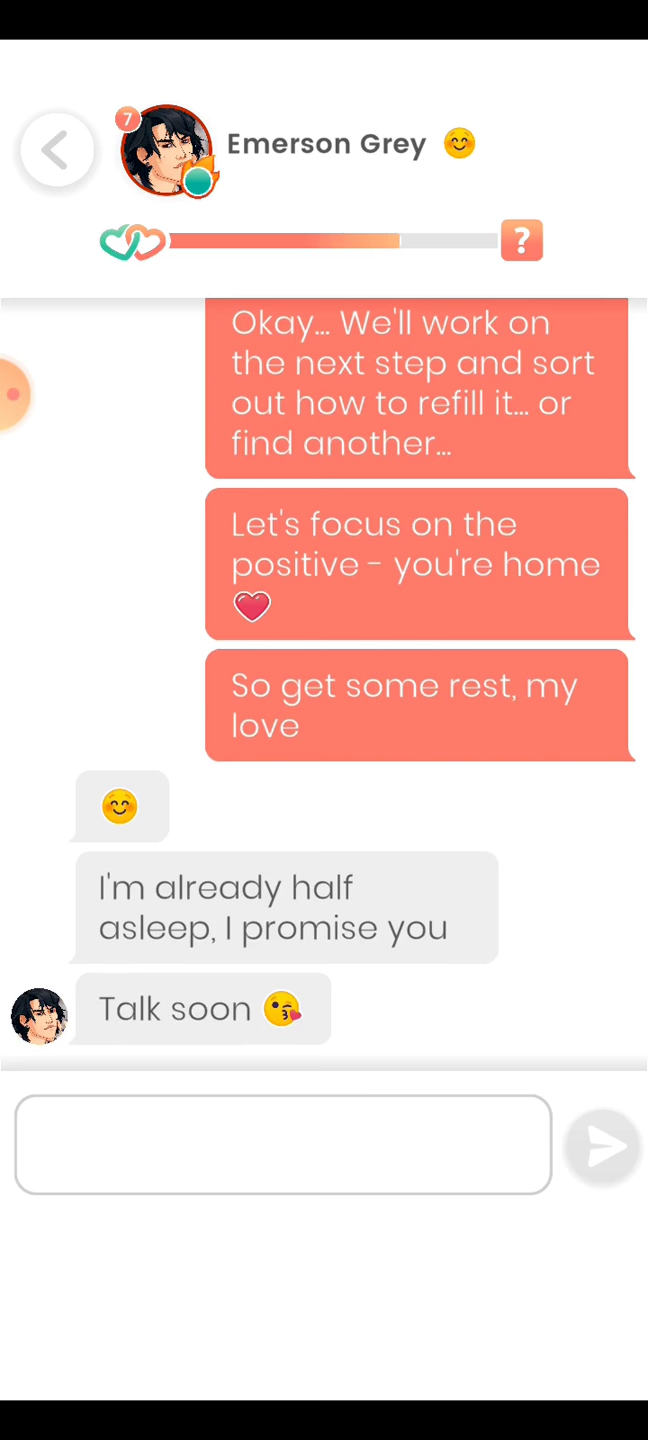 7
Emerson Grey 😊
?
Okay... We'll work on
the next step and sort
out how to refill it... or
find another...
Let's focus on the
positive - you're home
❤️
So get some rest, my
love
😊
I'm already half
asleep, I promise you
Talk soon 😘